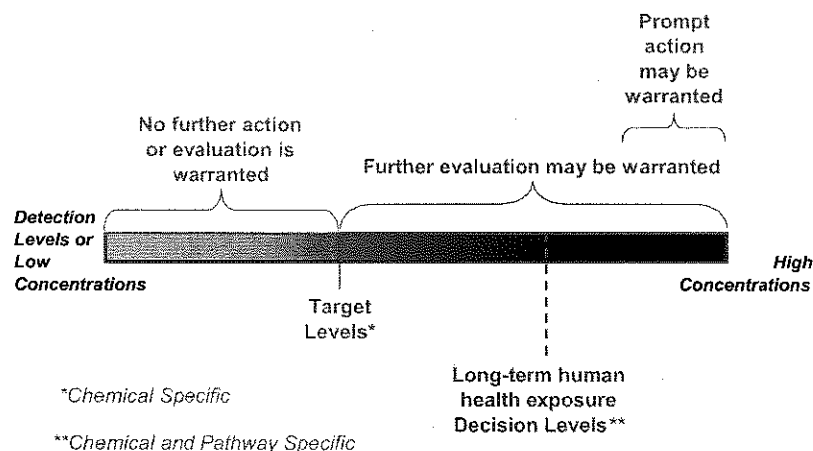 Prompt
action
may be
warranted
No further action
or evaluation is
warranted
Further evaluation may be warranted
Detection
Levels or
Low
Concentrations
High
Concentrations
Target
Levels*
Long-term human
health exposure
Decision Levels**
*Chemical Specific
**Chemical and Pathway Specific